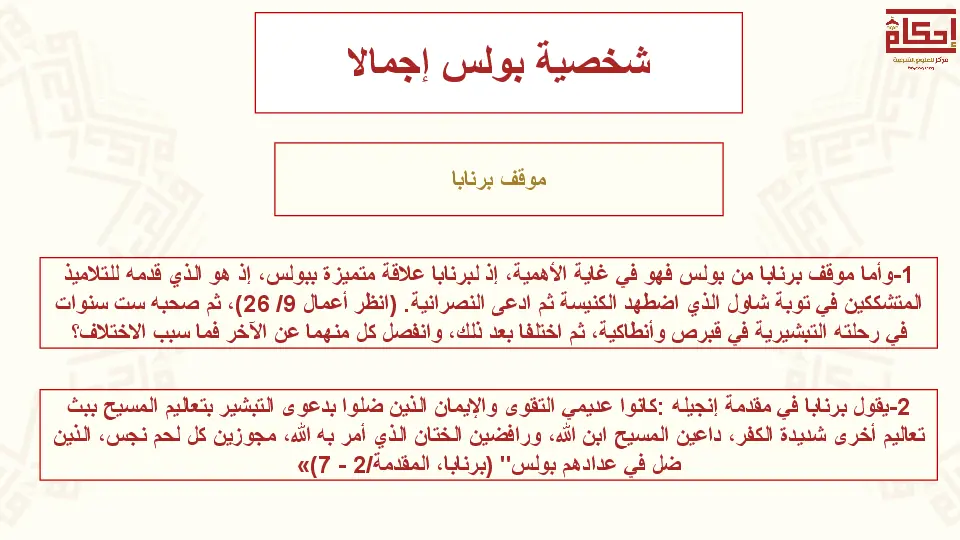 إحكام
مركز للعلوم الشرعية
شخصية بولس إجمالا
موقف برنابا
1-وأما موقف برنابا من بولس فهو في غاية الأهمية، إذ لبرنابا علاقة متميزة ببولس، إذ هو الذي قدمه للتلاميذ
المتشككين في توبة شاول الذي اضطهد الكنيسة ثم ادعى النصرانية. (انظر أعمال 9/ 26)، ثم صحبه ست سنوات
في رحلته التبشيرية في قبرص وأنطاكية، ثم اختلفا بعد ذلك، وانفصل كل منهما عن الآخر فما سبب الاختلاف؟
2-يقول برنابا في مقدمة إنجيله :كانوا عديمي التقوى والإيمان الذين ضلوا بدعوى التبشير بتعاليم المسيح ببث
تعاليم أخرى شديدة الكفر، داعين المسيح ابن الله، ورافضين الختان الذي أمر به الله، مجوزين كل لحم نجس، الذين
ضل في عدادهم بولس" (برنابا، المقدمة/2 - 7)»